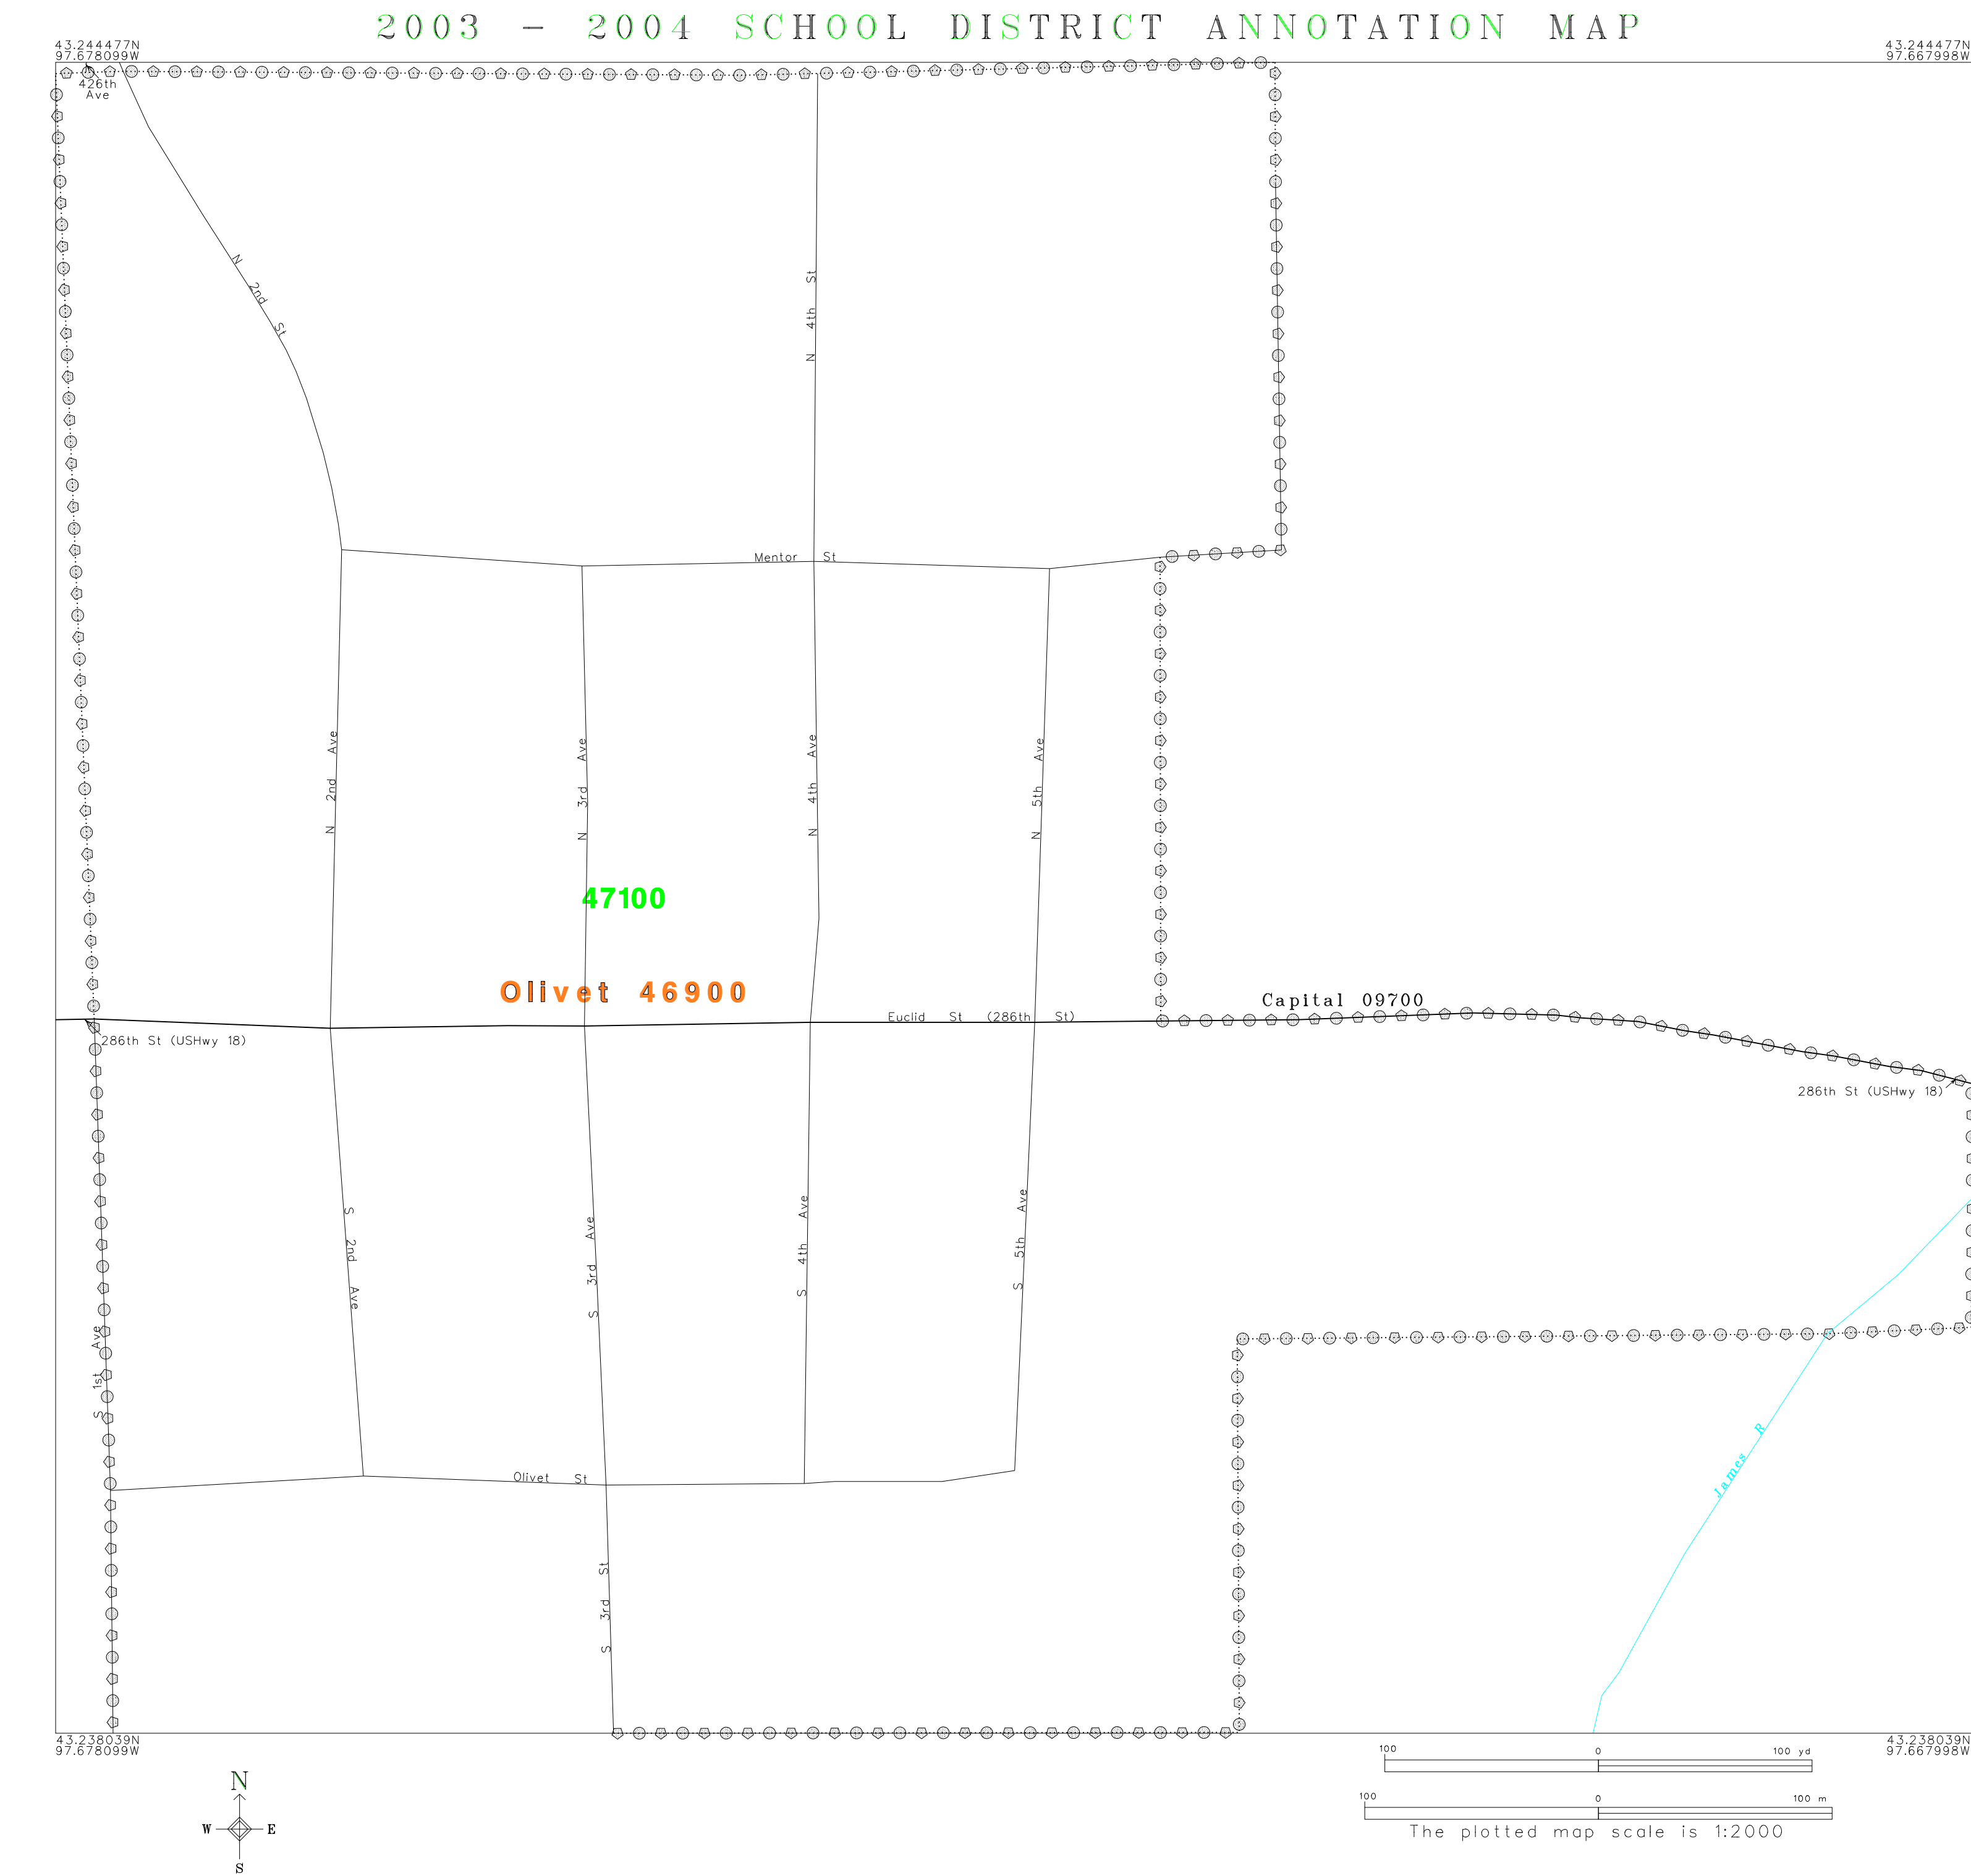 2003 - 2004 SCHOOL DISTRICT ANNOTATION MAP
43.244477N
97.678099W
43.244477N
97.667998W
426th
Ave
N 2nd St
N 4th St
Mentor St
N 2nd Ave
N 3rd Ave
N 4th Ave
N 5th Ave
47100
Olivet 46900
Capital 09700
Euclid St (286th St)
286th St (USHwy 18)
286th St (USHwy 18)
S 1st Ave
S 2nd Ave
S 3rd Ave
S 4th Ave
S 5th Ave
James R
Olivet St
S 3rd St
43.238039N
97.678099W
43.238039N
97.667998W
100 0 100 yd
100 0 100 m
The plotted map scale is 1:2000
N
W E
S